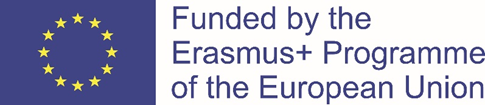 Funded by the
Erasmus+ Programme
of the European Union